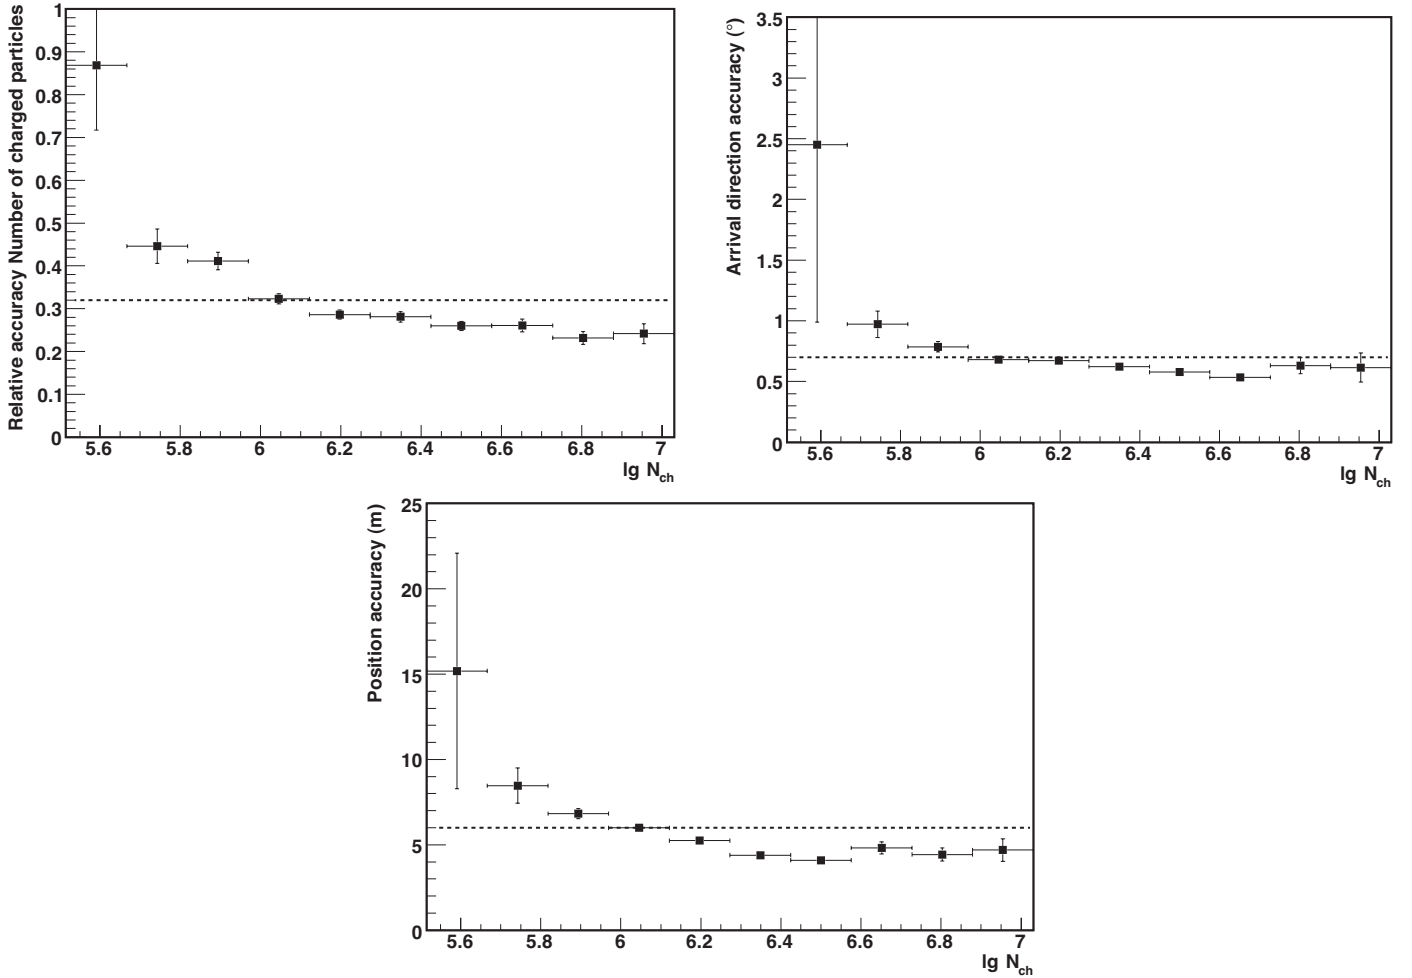 Relative accuracy Number of charged particles
1
0.9
0.8
0.7
0.6
0.5
0.4
0.3
0.2
0.1
0
5.6 5.8 6 6.2 6.4 6.6 6.8 7
lg N_ch
Arrival direction accuracy (°)
3.5
3
2.5
2
1.5
1
0.5
0
5.6 5.8 6 6.2 6.4 6.6 6.8 7
lg N_ch
Position accuracy (m)
25
20
15
10
5
0
5.6 5.8 6 6.2 6.4 6.6 6.8 7
lg N_ch